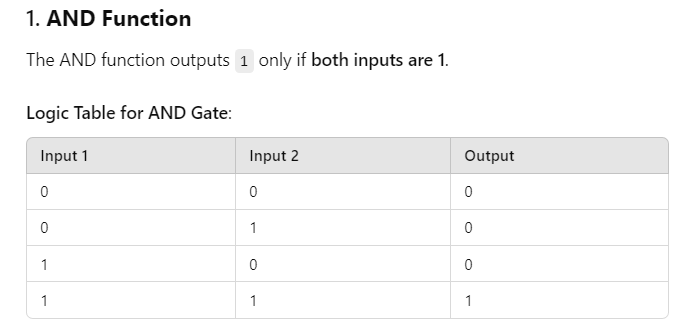 1. AND Function
The AND function outputs 1 only if both inputs are 1.
Logic Table for AND Gate:
Input 1 Input 2 Output
0 0 0
0 1 0
1 0 0
1 1 1